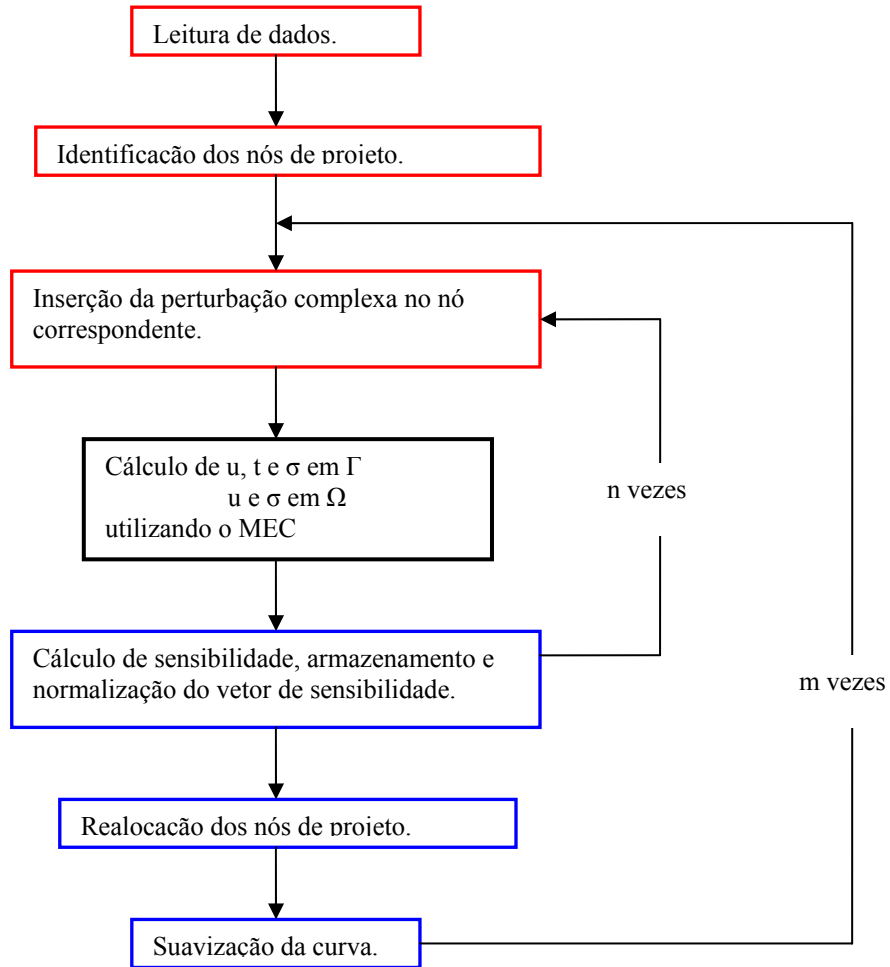 Leitura de dados.
Identificação dos nós de projeto.
Inserção da perturbação complexa no nó
correspondente.
Cálculo de u, t e σ em Γ
u e σ em Ω
utilizando o MEC
n vezes
Cálculo de sensibilidade, armazenamento e
normalização do vetor de sensibilidade.
m vezes
Realocação dos nós de projeto.
Suavização da curva.